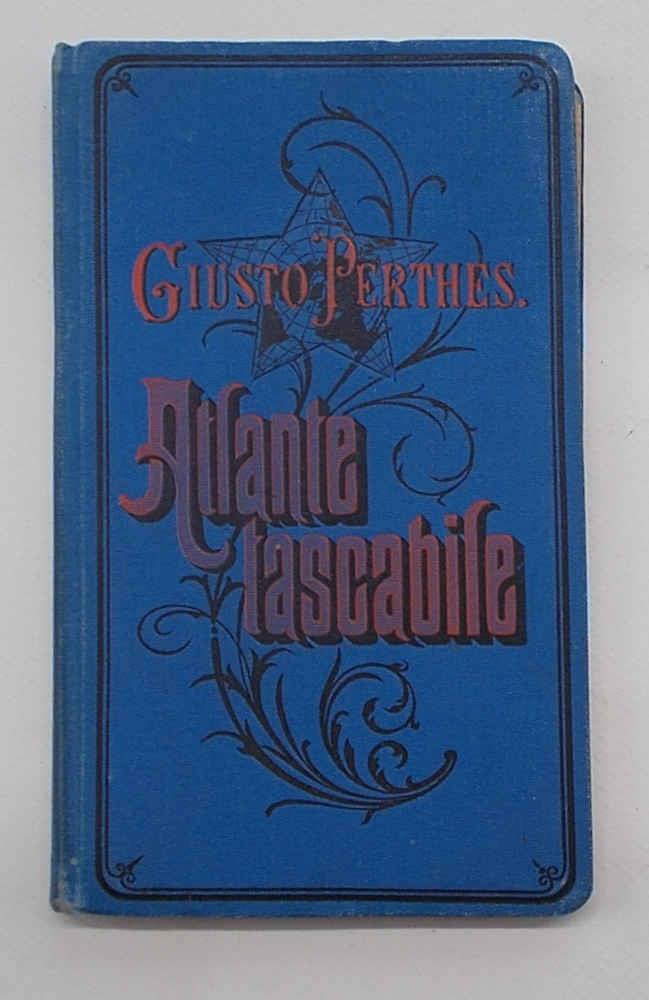 GIUSTO PERTHES.
Atlante
tascabile